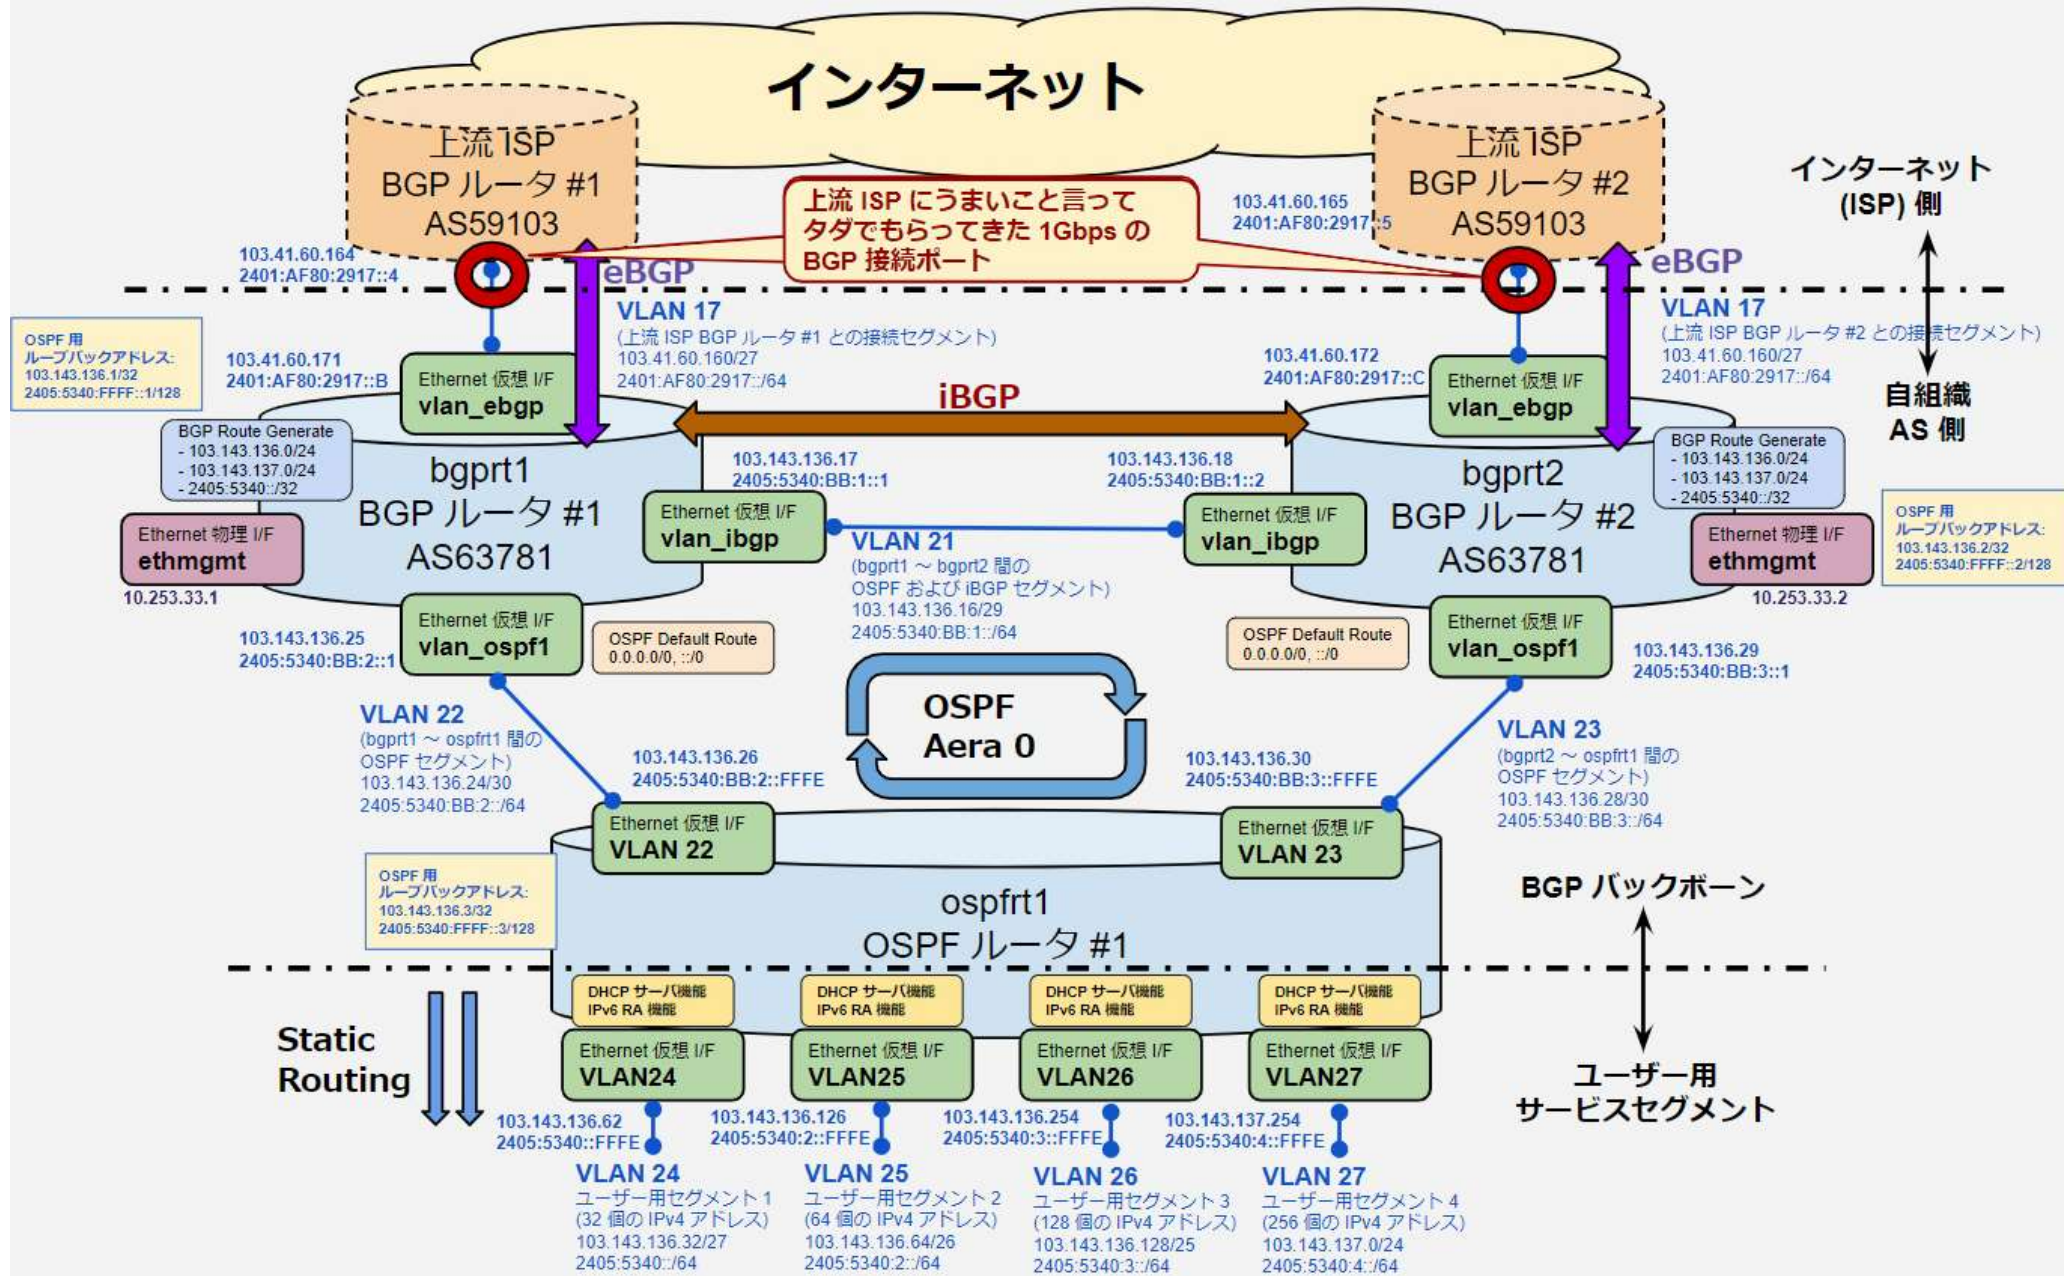 インターネット
上流 ISP
BGP ルータ #1
AS59103
上流 ISP
BGP ルータ #2
AS59103
上流 ISP にうまいこと言って
タダでもらってきた 1Gbps の
BGP 接続ポート
インターネット
(ISP) 側
103.41.60.164
2401:AF80:2917::4
103.41.60.165
2401:AF80:2917::5
eBGP
eBGP
VLAN 17
(上流 ISP BGP ルータ #1 との接続セグメント)
103.41.60.160/27
2401:AF80:2917::/64
VLAN 17
(上流 ISP BGP ルータ #2 との接続セグメント)
103.41.60.160/27
2401:AF80:2917::/64
自組織
AS 側
OSPF 用
ループバックアドレス:
103.143.136.1/32
2405:5340:FFFF::1/128
103.41.60.171
2401:AF80:2917::B
Ethernet 仮想 I/F
vlan_ebgp
103.41.60.172
2401:AF80:2917::C
Ethernet 仮想 I/F
vlan_ebgp
iBGP
BGP Route Generate
- 103.143.136.0/24
- 103.143.137.0/24
- 2405:5340::/32
bgprt1
BGP ルータ #1
AS63781
103.143.136.17
2405:5340:BB:1::1
Ethernet 仮想 I/F
vlan_ibgp
103.143.136.18
2405:5340:BB:1::2
Ethernet 仮想 I/F
vlan_ibgp
bgprt2
BGP ルータ #2
AS63781
BGP Route Generate
- 103.143.136.0/24
- 103.143.137.0/24
- 2405:5340::/32
OSPF 用
ループバックアドレス:
103.143.136.2/32
2405:5340:FFFF::2/128
Ethernet 物理 I/F
ethmgmt
10.253.33.1
Ethernet 物理 I/F
ethmgmt
10.253.33.2
VLAN 21
(bgprt1 ～ bgprt2 間の
OSPF および iBGP セグメント)
103.143.136.16/29
2405:5340:BB:1::/64
103.143.136.25
2405:5340:BB:2::1
Ethernet 仮想 I/F
vlan_ospf1
OSPF Default Route
0.0.0.0/0, ::/0
OSPF Default Route
0.0.0.0/0, ::/0
Ethernet 仮想 I/F
vlan_ospf1
103.143.136.29
2405:5340:BB:3::1
OSPF
Aera 0
VLAN 22
(bgprt1 ～ ospfrt1 間の
OSPF セグメント)
103.143.136.24/30
2405:5340:BB:2::/64
103.143.136.26
2405:5340:BB:2::FFFE
103.143.136.30
2405:5340:BB:3::FFFE
VLAN 23
(bgprt2 ～ ospfrt1 間の
OSPF セグメント)
103.143.136.28/30
2405:5340:BB:3::/64
Ethernet 仮想 I/F
VLAN 22
Ethernet 仮想 I/F
VLAN 23
OSPF 用
ループバックアドレス:
103.143.136.3/32
2405:5340:FFFF::3/128
ospfrt1
OSPF ルータ #1
BGP バックボーン
ユーザー用
サービスセグメント
Static
Routing
DHCP サーバ機能
IPv6 RA 機能
DHCP サーバ機能
IPv6 RA 機能
DHCP サーバ機能
IPv6 RA 機能
DHCP サーバ機能
IPv6 RA 機能
Ethernet 仮想 I/F
VLAN24
Ethernet 仮想 I/F
VLAN25
Ethernet 仮想 I/F
VLAN26
Ethernet 仮想 I/F
VLAN27
103.143.136.62
2405:5340::FFFE
103.143.136.126
2405:5340:2::FFFE
103.143.136.254
2405:5340:3::FFFE
103.143.137.254
2405:5340:4::FFFE
VLAN 24
ユーザー用セグメント 1
(32 個の IPv4 アドレス)
103.143.136.32/27
2405:5340::/64
VLAN 25
ユーザー用セグメント 2
(64 個の IPv4 アドレス)
103.143.136.64/26
2405:5340:2::/64
VLAN 26
ユーザー用セグメント 3
(128 個の IPv4 アドレス)
103.143.136.128/25
2405:5340:3::/64
VLAN 27
ユーザー用セグメント 4
(256 個の IPv4 アドレス)
103.143.137.0/24
2405:5340:4::/64